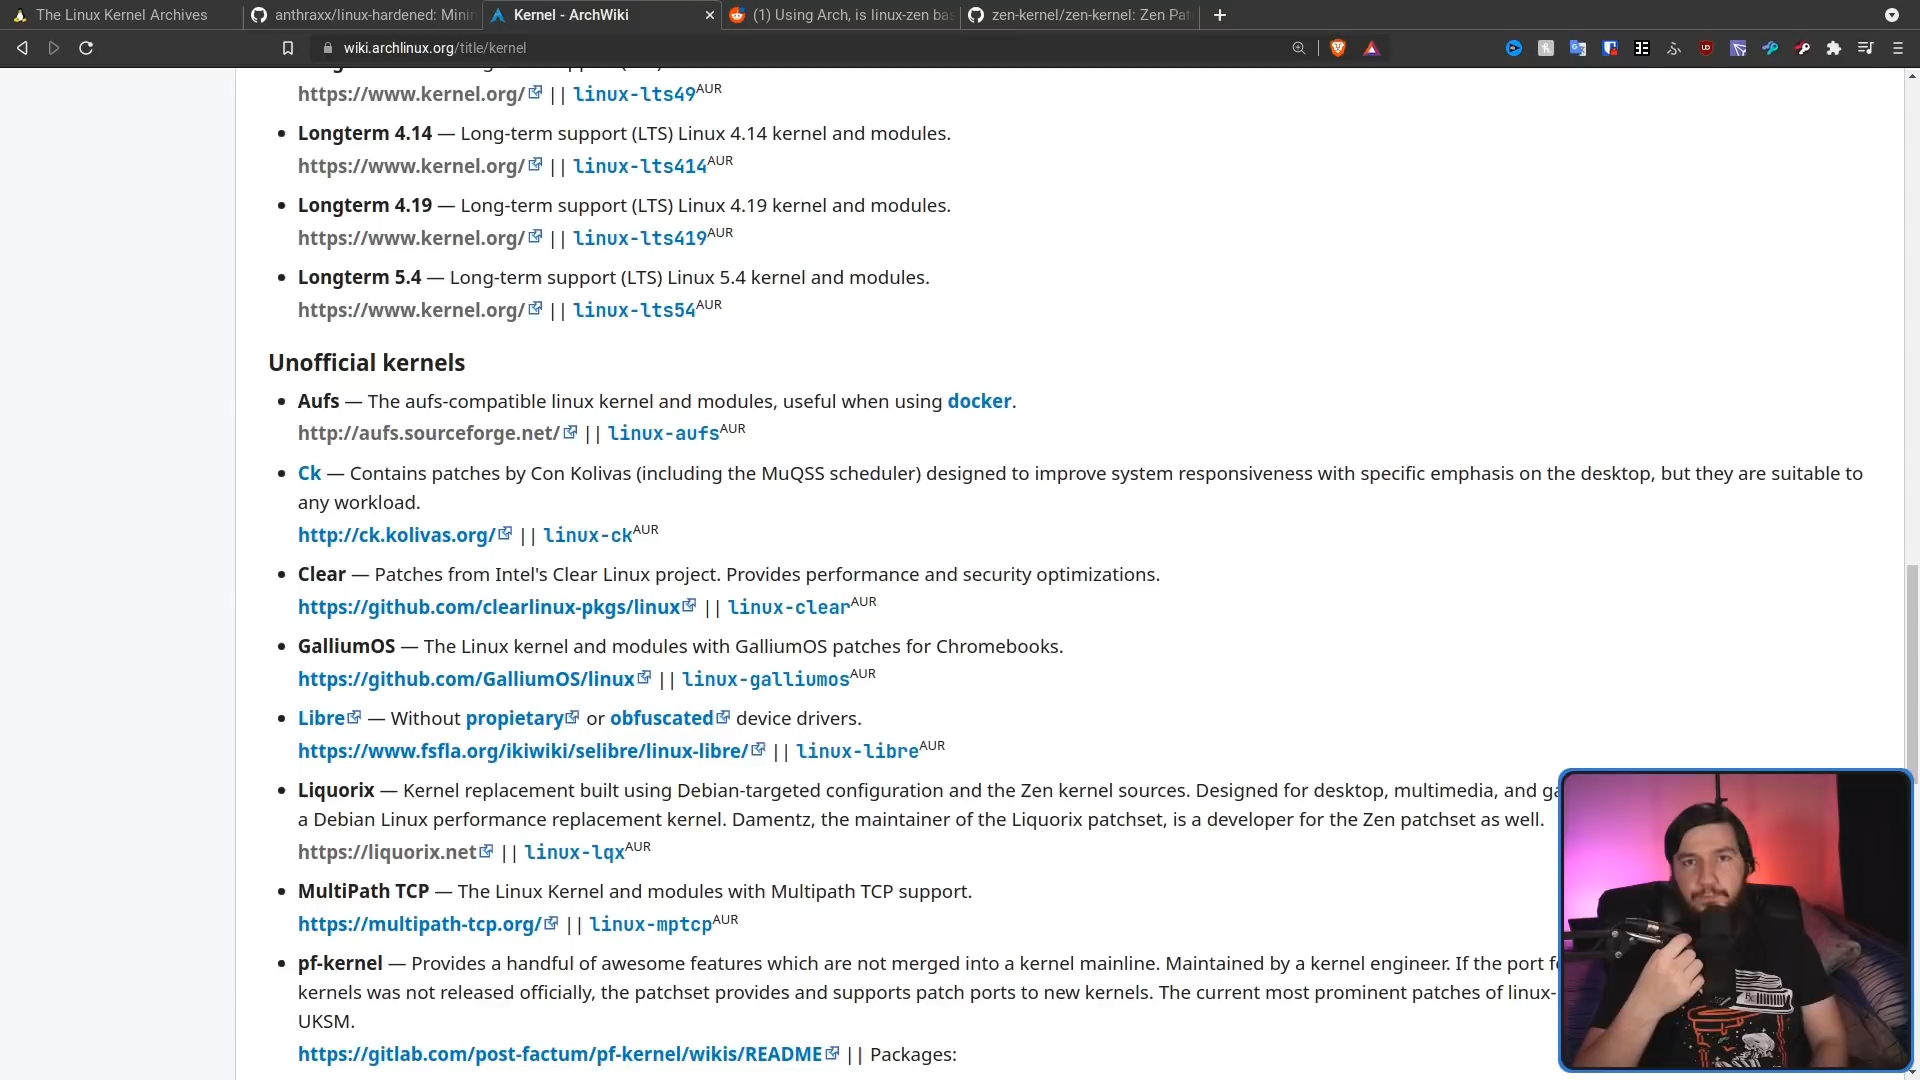 The Linux Kernel Archives
anthraxx/linux-hardened: Minim
Kernel - ArchWiki
(1) Using Arch, is linux-zen bas
zen-kernel/zen-kernel: Zen Pat
wiki.archlinux.org/title/kernel
https://www.kernel.org/ || linux-lts49AUR
Longterm 4.14 — Long-term support (LTS) Linux 4.14 kernel and modules.
https://www.kernel.org/ || linux-lts414AUR
Longterm 4.19 — Long-term support (LTS) Linux 4.19 kernel and modules.
https://www.kernel.org/ || linux-lts419AUR
Longterm 5.4 — Long-term support (LTS) Linux 5.4 kernel and modules.
https://www.kernel.org/ || linux-lts54AUR
Unofficial kernels
Aufs — The aufs-compatible linux kernel and modules, useful when using docker.
http://aufs.sourceforge.net/ || linux-aufsAUR
Ck — Contains patches by Con Kolivas (including the MuQSS scheduler) designed to improve system responsiveness with specific emphasis on the desktop, but they are suitable to
any workload.
http://ck.kolivas.org/ || linux-ckAUR
Clear — Patches from Intel's Clear Linux project. Provides performance and security optimizations.
https://github.com/clearlinux-pkgs/linux || linux-clearAUR
GalliumOS — The Linux kernel and modules with GalliumOS patches for Chromebooks.
https://github.com/GalliumOS/linux || linux-galliumosAUR
Libre — Without propietary or obfuscated device drivers.
https://www.fsfla.org/ikiwiki/selibre/linux-libre/ || linux-libreAUR
Liquorix — Kernel replacement built using Debian-targeted configuration and the Zen kernel sources. Designed for desktop, multimedia, and ga
a Debian Linux performance replacement kernel. Damentz, the maintainer of the Liquorix patchset, is a developer for the Zen patchset as well.
https://liquorix.net || linux-lqxAUR
MultiPath TCP — The Linux Kernel and modules with Multipath TCP support.
https://multipath-tcp.org/ || linux-mptcpAUR
pf-kernel — Provides a handful of awesome features which are not merged into a kernel mainline. Maintained by a kernel engineer. If the port fo
kernels was not released officially, the patchset provides and supports patch ports to new kernels. The current most prominent patches of linux-
UKSM.
https://gitlab.com/post-factum/pf-kernel/wikis/README || Packages: